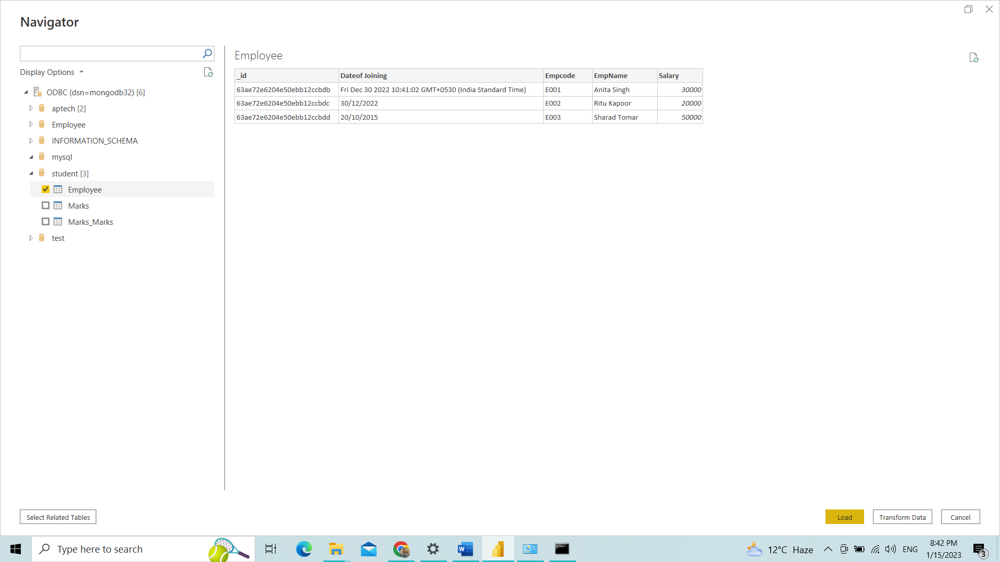 Navigator
Display Options
ODBC (dsn=mongodb32) [6]
aptech [2]
Employee
INFORMATION_SCHEMA
mysql
student [3]
Employee
Marks
Marks_Marks
test
Employee
_id Dateof Joining Empcode EmpName Salary
63ae72e6204e50ebb12ccbdb Fri Dec 30 2022 10:41:02 GMT+0530 (India Standard Time) E001 Anita Singh 30000
63ae72e6204e50ebb12ccbdc 30/12/2022 E002 Ritu Kapoor 20000
63ae72e6204e50ebb12ccbdd 20/10/2015 E003 Sharad Tomar 50000
Select Related Tables
Load Transform Data Cancel
Type here to search
W
12°C Haze
ENG
8:42 PM
1/15/2023
3